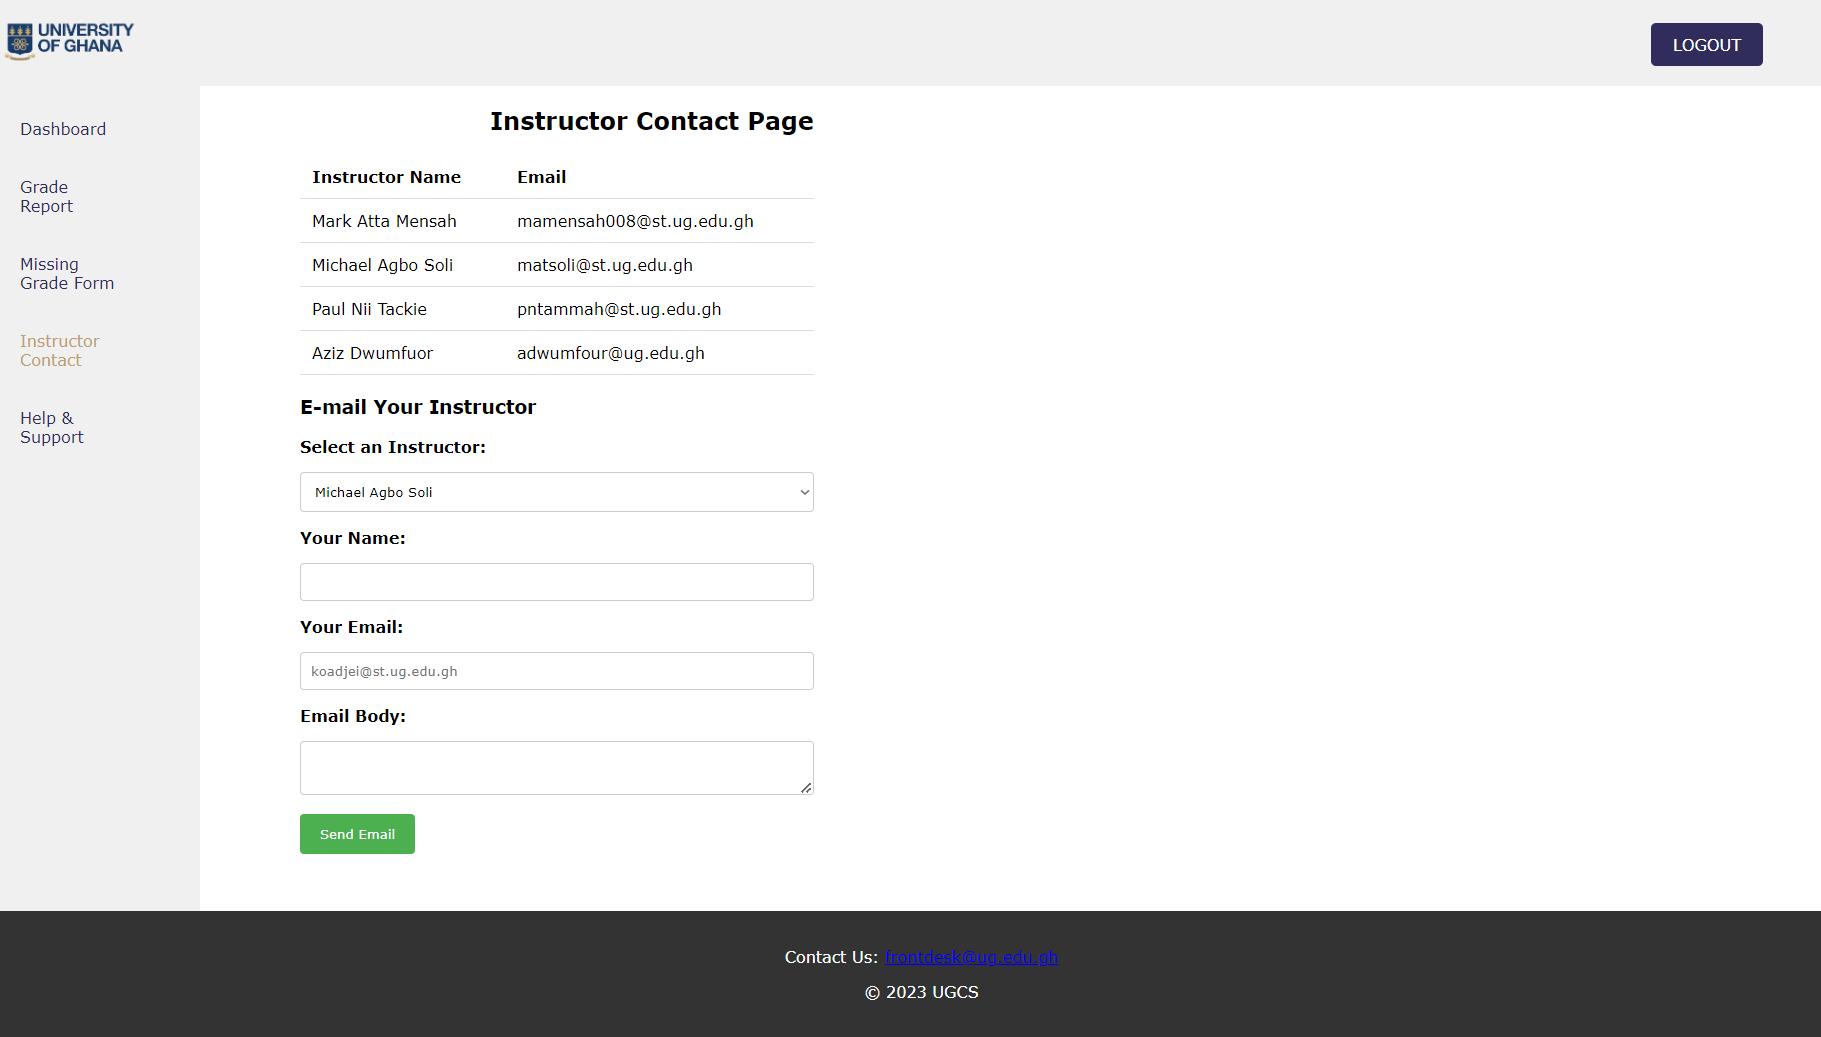 UNIVERSITY
OF GHANA
LOGOUT
Dashboard
Grade
Report
Missing
Grade Form
Instructor
Contact
Help &
Support
Instructor Contact Page
Instructor Name Email
Mark Atta Mensah mamensah008@st.ug.edu.gh
Michael Agbo Soli matsoli@st.ug.edu.gh
Paul Nii Tackie pntammah@st.ug.edu.gh
Aziz Dwumfuor adwumfour@ug.edu.gh
E-mail Your Instructor
Select an Instructor:
Michael Agbo Soli
Your Name:
Your Email:
koadjei@st.ug.edu.gh
Email Body:
Send Email
Contact Us: frontdesk@ug.edu.gh
© 2023 UGCS